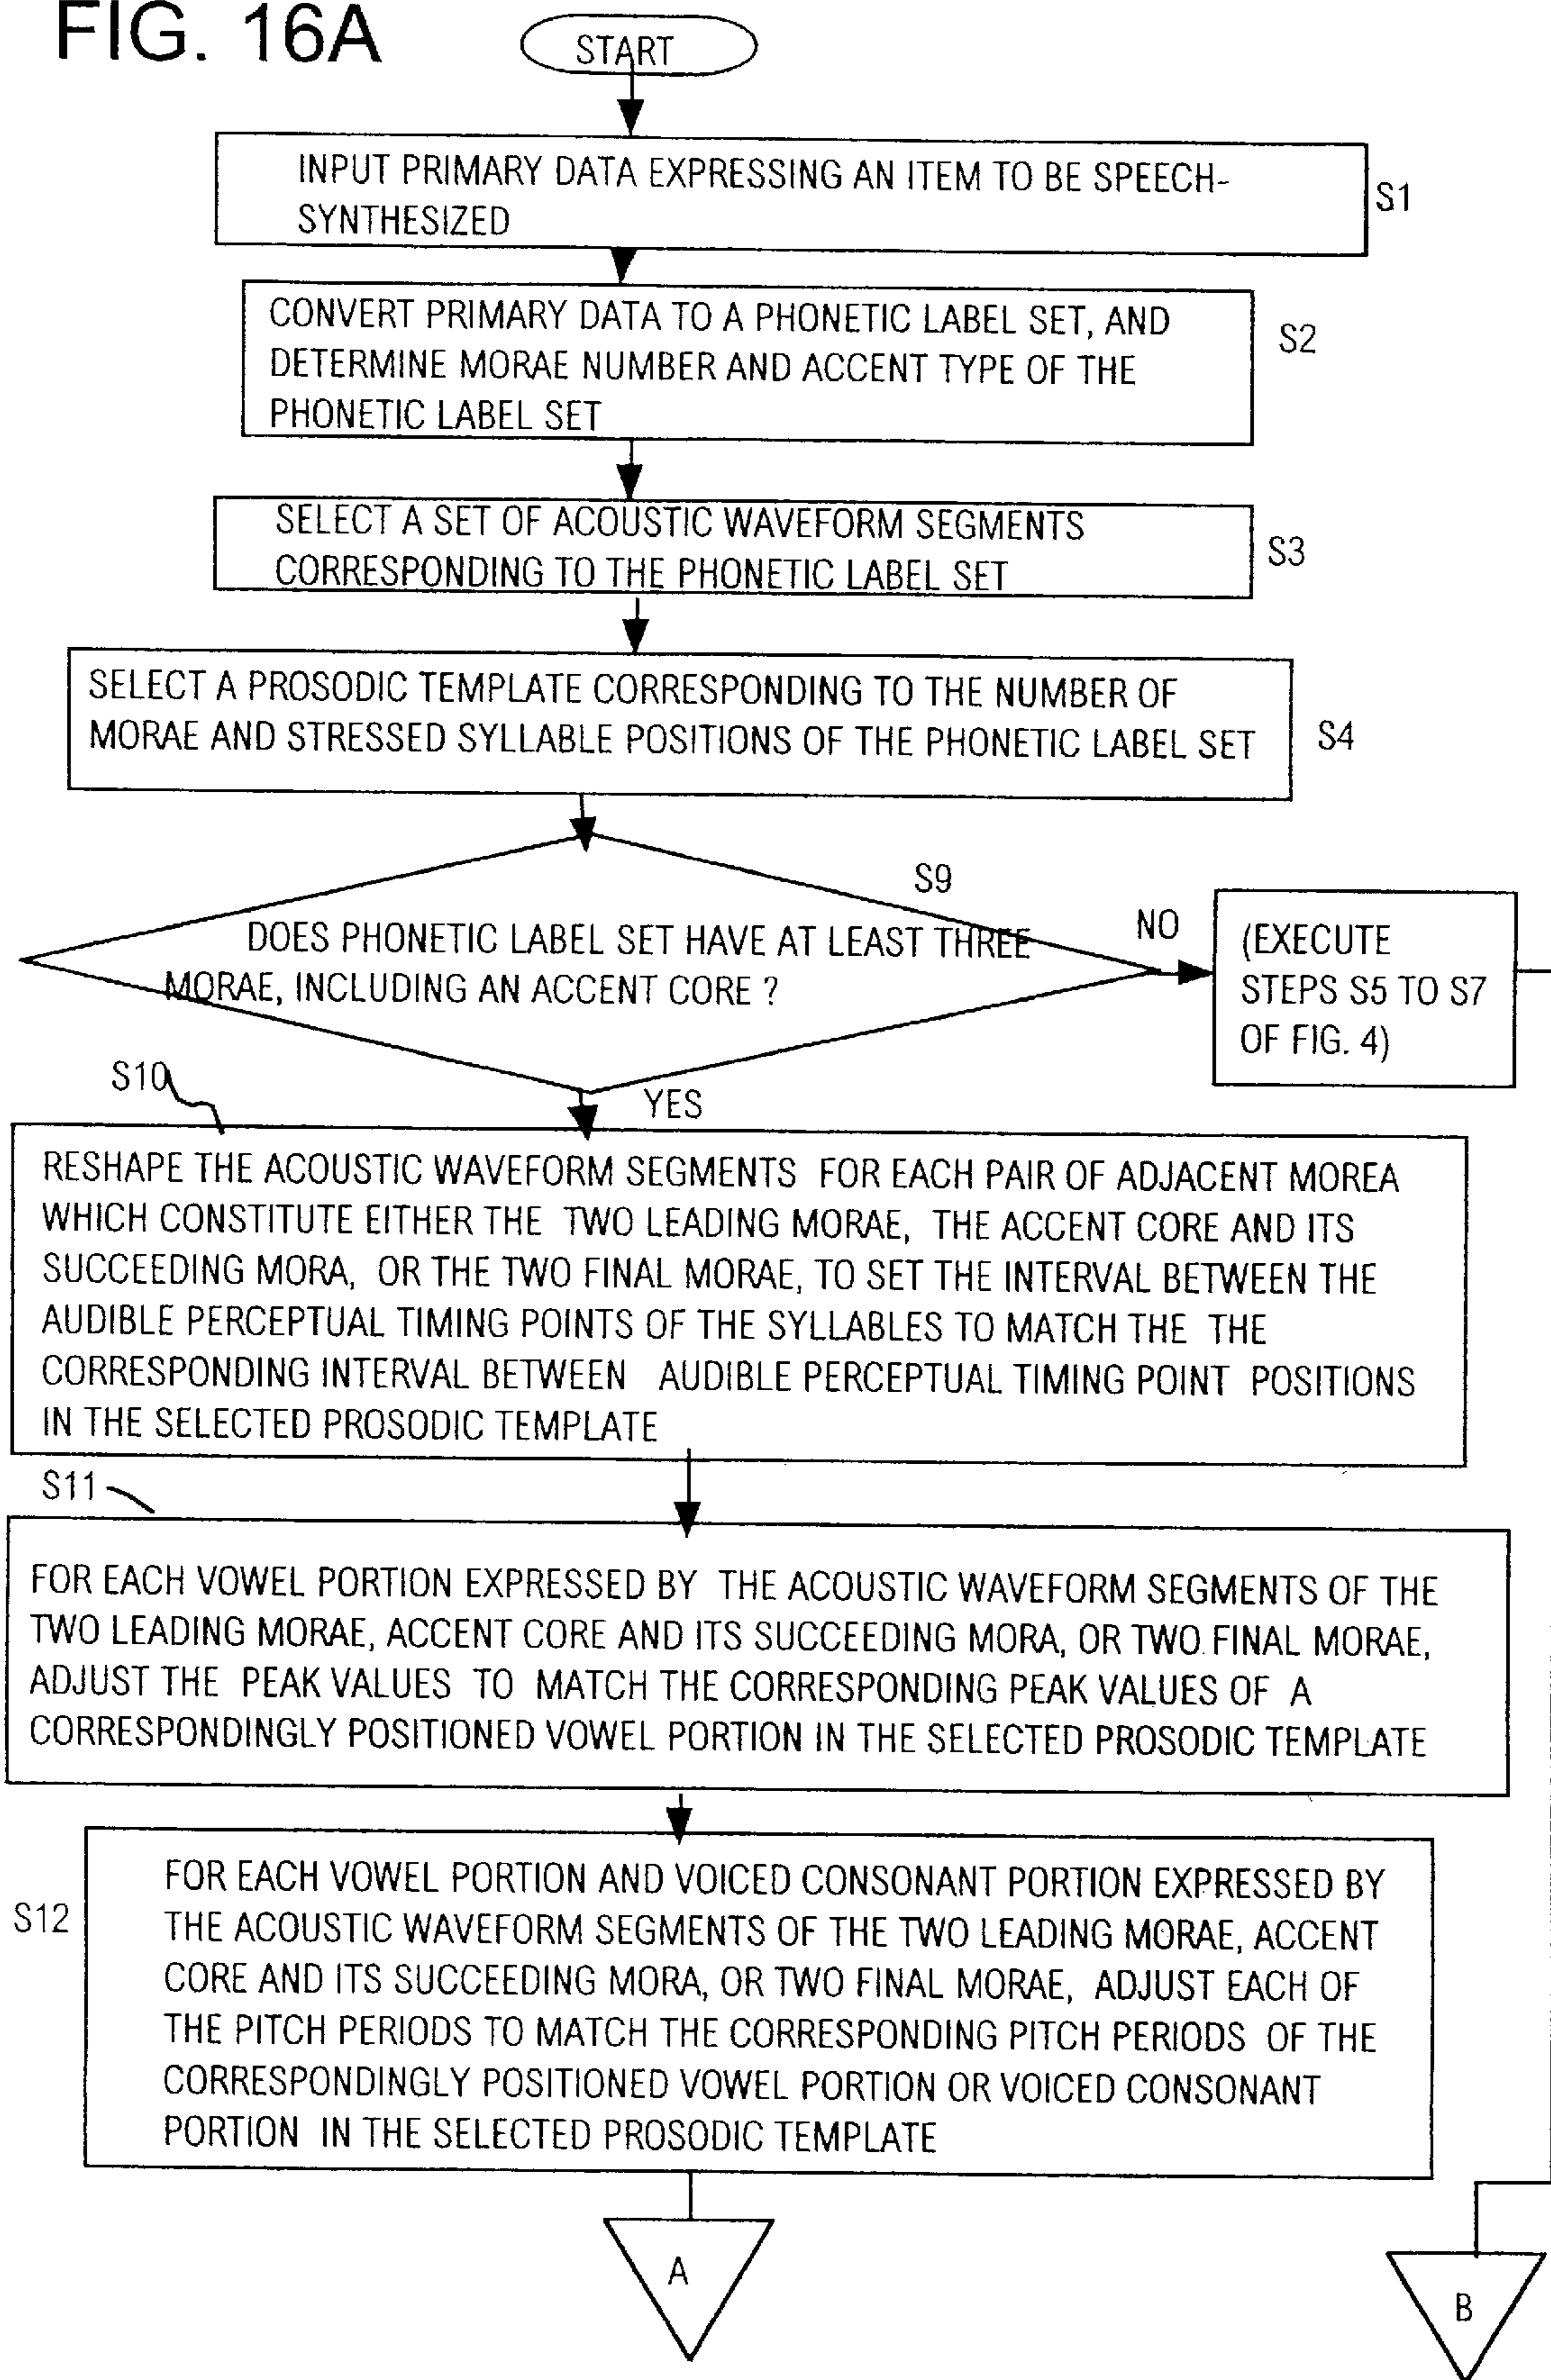 FIG. 16A
START
INPUT PRIMARY DATA EXPRESSING AN ITEM TO BE SPEECH-
SYNTHESIZED
S1
CONVERT PRIMARY DATA TO A PHONETIC LABEL SET, AND
DETERMINE MORAE NUMBER AND ACCENT TYPE OF THE
PHONETIC LABEL SET
S2
SELECT A SET OF ACOUSTIC WAVEFORM SEGMENTS
CORRESPONDING TO THE PHONETIC LABEL SET
S3
SELECT A PROSODIC TEMPLATE CORRESPONDING TO THE NUMBER OF
MORAE AND STRESSED SYLLABLE POSITIONS OF THE PHONETIC LABEL SET
S4
S9
DOES PHONETIC LABEL SET HAVE AT LEAST THREE
MORAE, INCLUDING AN ACCENT CORE ?
NO
(EXECUTE
STEPS S5 TO S7
OF FIG. 4)
YES
S10
RESHAPE THE ACOUSTIC WAVEFORM SEGMENTS FOR EACH PAIR OF ADJACENT MOREA
WHICH CONSTITUTE EITHER THE TWO LEADING MORAE, THE ACCENT CORE AND ITS
SUCCEEDING MORA, OR THE TWO FINAL MORAE, TO SET THE INTERVAL BETWEEN THE
AUDIBLE PERCEPTUAL TIMING POINTS OF THE SYLLABLES TO MATCH THE THE
CORRESPONDING INTERVAL BETWEEN AUDIBLE PERCEPTUAL TIMING POINT POSITIONS
IN THE SELECTED PROSODIC TEMPLATE
S11
FOR EACH VOWEL PORTION EXPRESSED BY THE ACOUSTIC WAVEFORM SEGMENTS OF THE
TWO LEADING MORAE, ACCENT CORE AND ITS SUCCEEDING MORA, OR TWO FINAL MORAE,
ADJUST THE PEAK VALUES TO MATCH THE CORRESPONDING PEAK VALUES OF A
CORRESPONDINGLY POSITIONED VOWEL PORTION IN THE SELECTED PROSODIC TEMPLATE
S12
FOR EACH VOWEL PORTION AND VOICED CONSONANT PORTION EXPRESSED BY
THE ACOUSTIC WAVEFORM SEGMENTS OF THE TWO LEADING MORAE, ACCENT
CORE AND ITS SUCCEEDING MORA, OR TWO FINAL MORAE, ADJUST EACH OF
THE PITCH PERIODS TO MATCH THE CORRESPONDING PITCH PERIODS OF THE
CORRESPONDINGLY POSITIONED VOWEL PORTION OR VOICED CONSONANT
PORTION IN THE SELECTED PROSODIC TEMPLATE
A
B